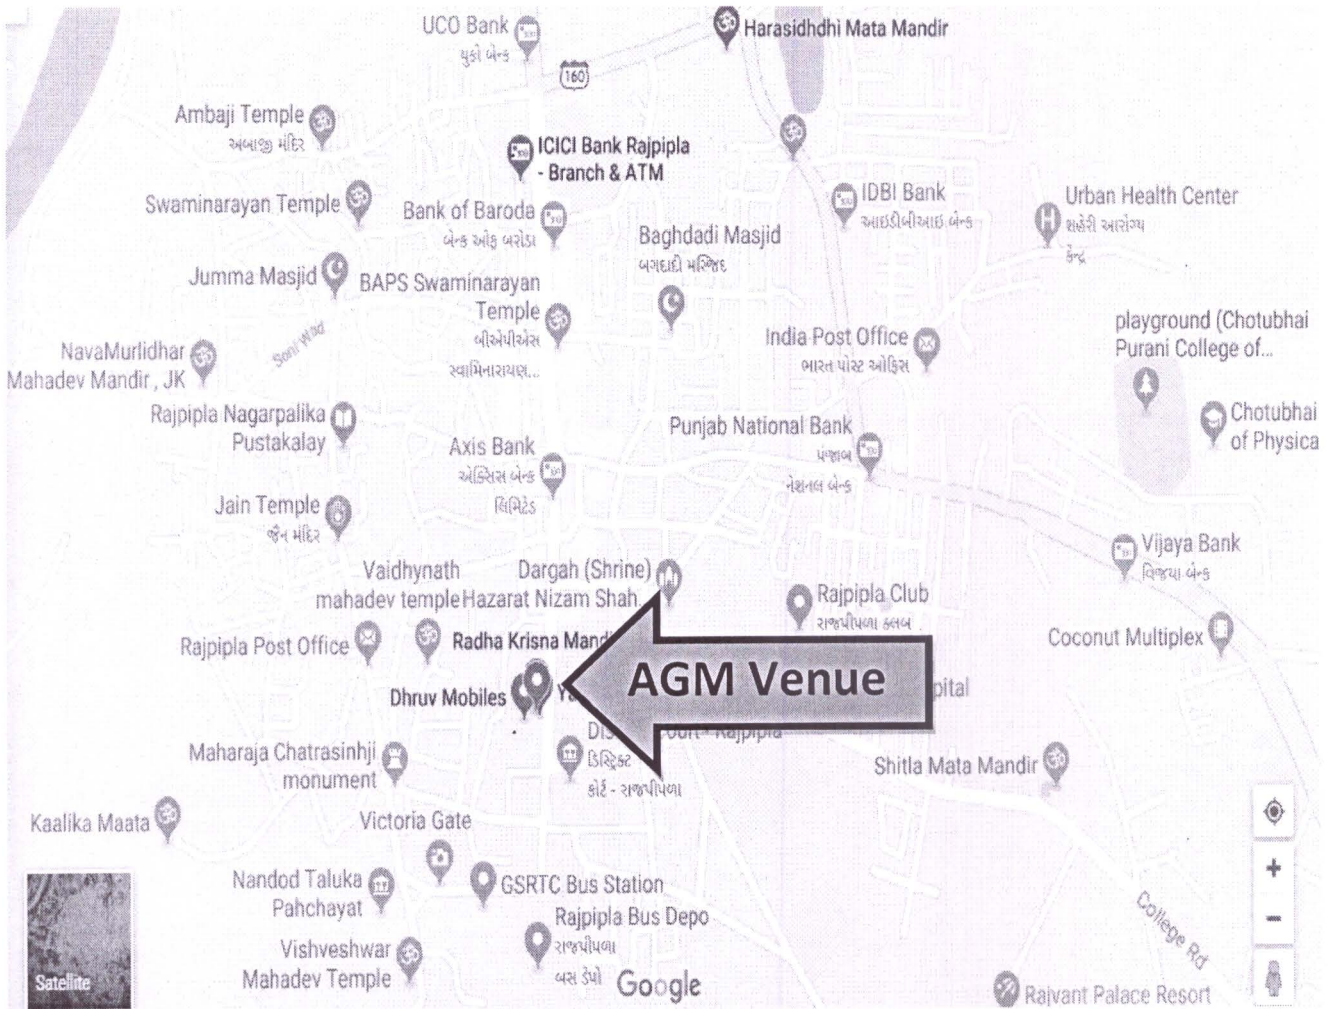 UCO Bank
યુકો બેન્ક
Harasidhdhi Mata Mandir
160
Ambaji Temple
અંબાજી મંદિર
ICICI Bank Rajpipla
- Branch & ATM
Swaminarayan Temple
Bank of Baroda
બેન્ક ઓફ બરોડા
IDBI Bank
આઇડીબીઆઇ બેન્ક
Urban Health Center
શહેરી આરોગ્ય
કેન્દ્ર
Baghdadi Masjid
બગદાદી મસ્જિદ
Jumma Masjid
BAPS Swaminarayan
Temple
બીએપીએસ
સ્વામિનારાયણ...
Soni Wad
NavaMurlidhar
Mahadev Mandir , JK
India Post Office
ભારત પોસ્ટ ઓફિસ
playground (Chotubhai
Purani College of...
Rajpipla Nagarpalika
Pustakalay
Chotubhai
of Physica
Punjab National Bank
પંજાબ
નેશનલ બેન્ક
Axis Bank
એક્સિસ બેન્ક
લિમિટેડ
Jain Temple
જૈન મંદિર
Vijaya Bank
વિજયા બેન્ક
Vaidhynath
mahadev temple
Dargah (Shrine)
Hazarat Nizam Shah.
Rajpipla Club
રાજપીપળા ક્લબ
Rajpipla Post Office
Radha Krisna Mandi
Coconut Multiplex
AGM Venue
pital
Dhruv Mobiles
Rajpipla
ડિસ્ટ્રિક્ટ
કોર્ટ - રાજપીપળા
Maharaja Chatrasinhji
monument
Shitla Mata Mandir
Kaalika Maata
Victoria Gate
Nandod Taluka
Pahchayat
GSRTC Bus Station
Rajpipla Bus Depo
રાજપીપળા
બસ ડેપો
Vishveshwar
Mahadev Temple
College Rd
Satellite
Google
Rajvant Palace Resort